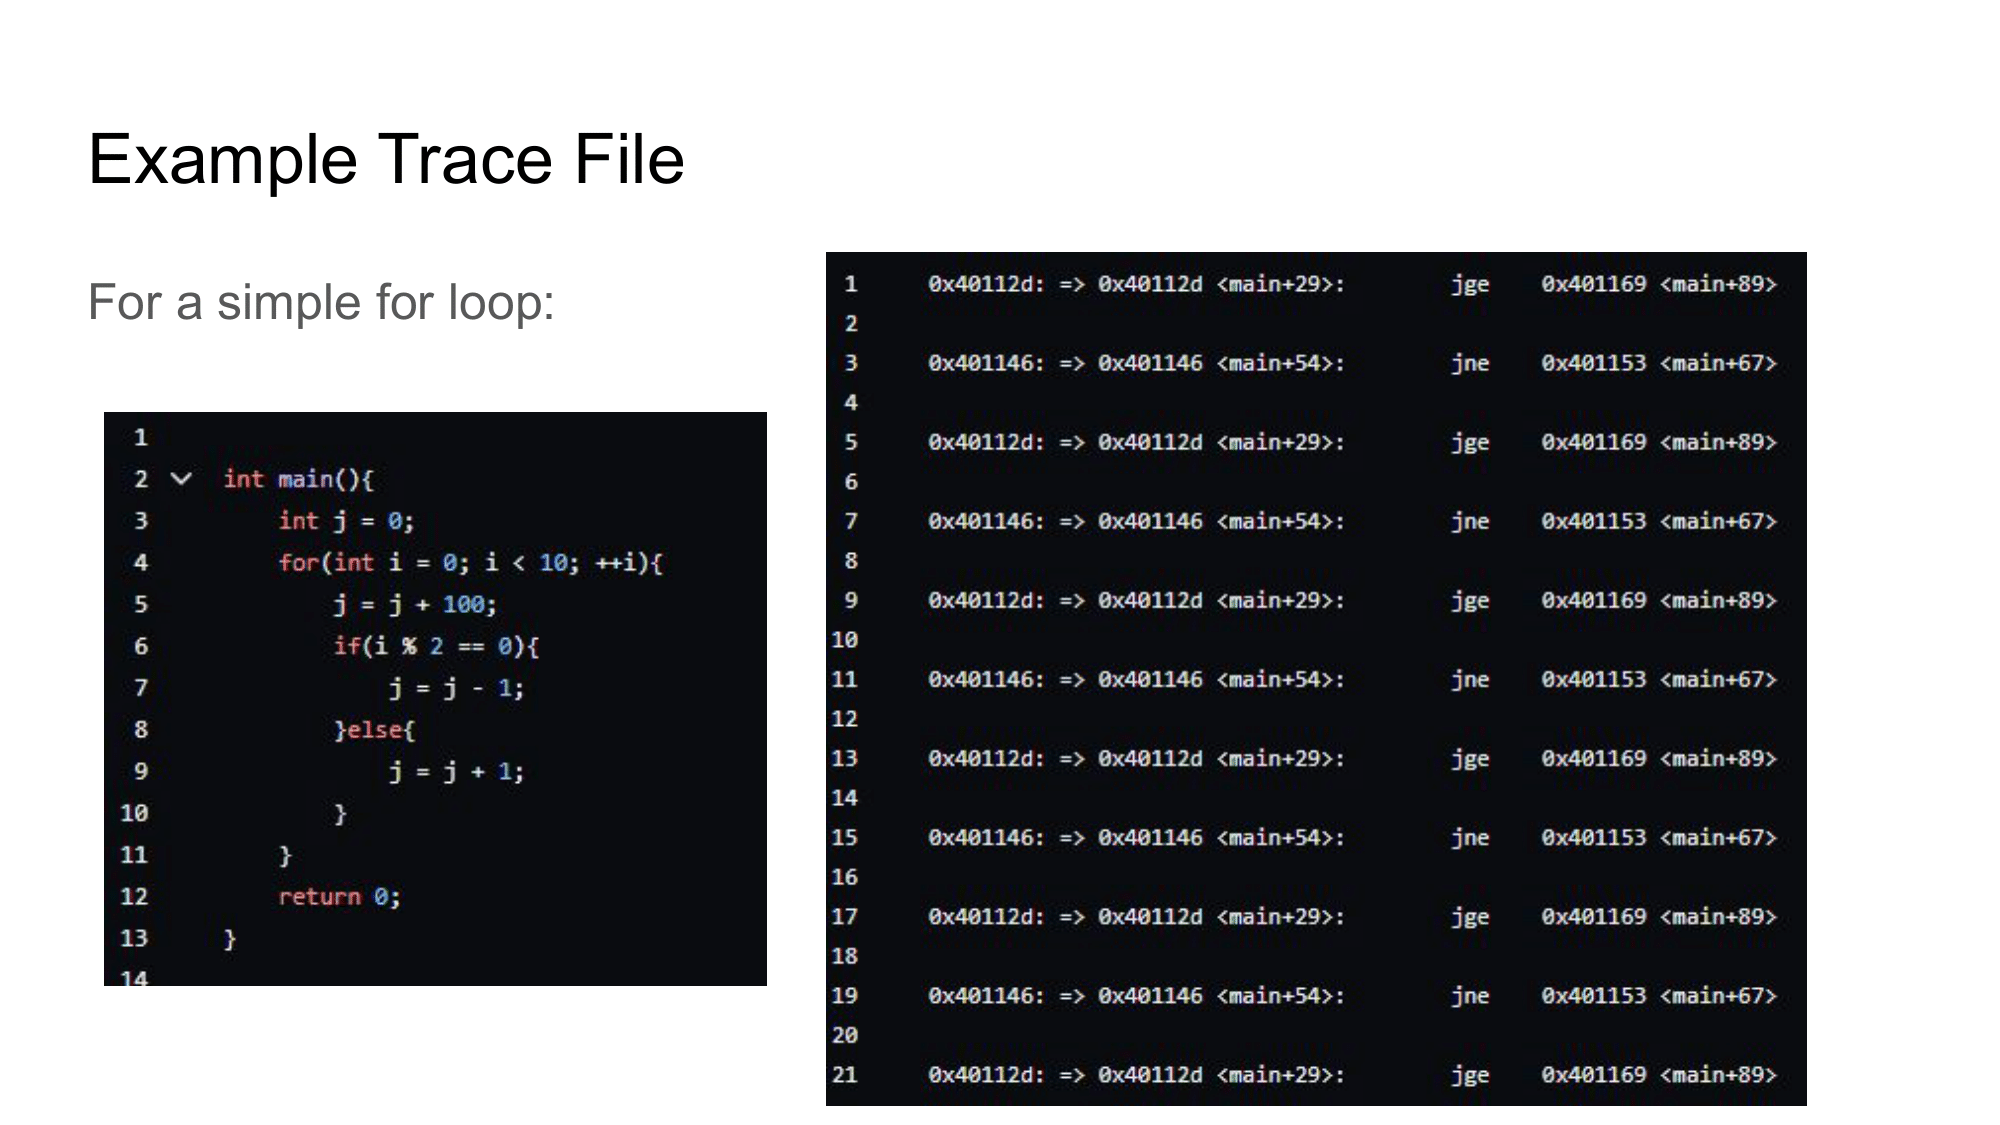 Example Trace File
For a simple for loop:
1
2 int main(){
3 int j = 0;
4 for(int i = 0; i < 10; ++i){
5 j = j + 100;
6 if(i % 2 == 0){
7 j = j - 1;
8 }else{
9 j = j + 1;
10 }
11 }
12 return 0;
13 }
14
1 0x40112d: => 0x40112d <main+29>: jge 0x401169 <main+89>
2
3 0x401146: => 0x401146 <main+54>: jne 0x401153 <main+67>
4
5 0x40112d: => 0x40112d <main+29>: jge 0x401169 <main+89>
6
7 0x401146: => 0x401146 <main+54>: jne 0x401153 <main+67>
8
9 0x40112d: => 0x40112d <main+29>: jge 0x401169 <main+89>
10
11 0x401146: => 0x401146 <main+54>: jne 0x401153 <main+67>
12
13 0x40112d: => 0x40112d <main+29>: jge 0x401169 <main+89>
14
15 0x401146: => 0x401146 <main+54>: jne 0x401153 <main+67>
16
17 0x40112d: => 0x40112d <main+29>: jge 0x401169 <main+89>
18
19 0x401146: => 0x401146 <main+54>: jne 0x401153 <main+67>
20
21 0x40112d: => 0x40112d <main+29>: jge 0x401169 <main+89>